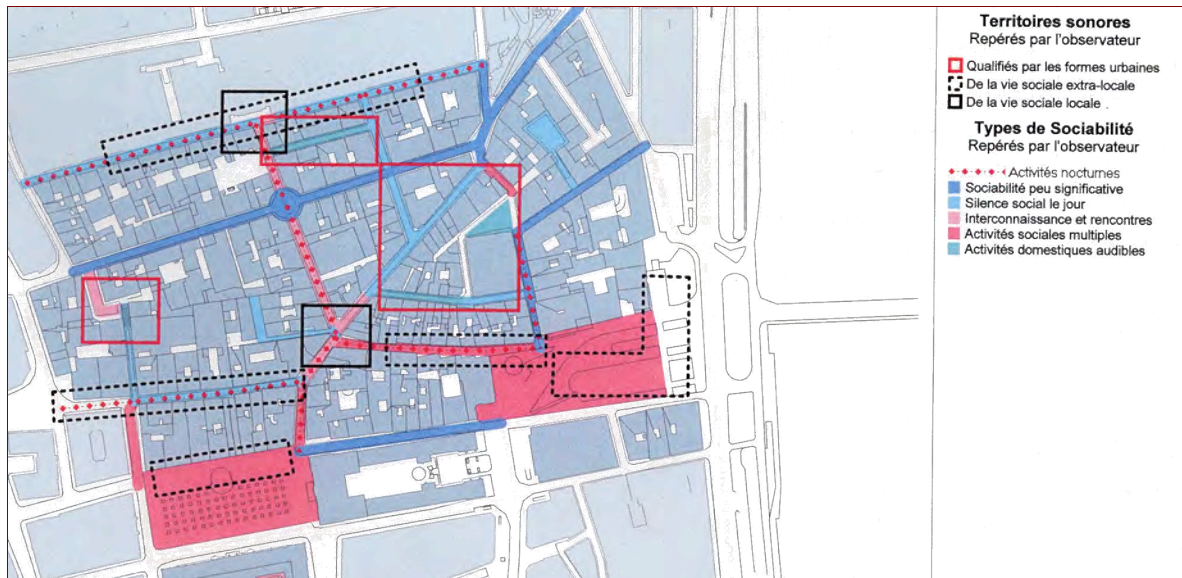 Territoires sonores
Repérés par l'observateur
Qualifiés par les formes urbaines
De la vie sociale extra-locale
De la vie sociale locale .
Types de Sociabilité
Repérés par l'observateur
Activités nocturnes
Sociabilité peu significative
Silence social le jour
Interconnaissance et rencontres
Activités sociales multiples
Activités domestiques audibles